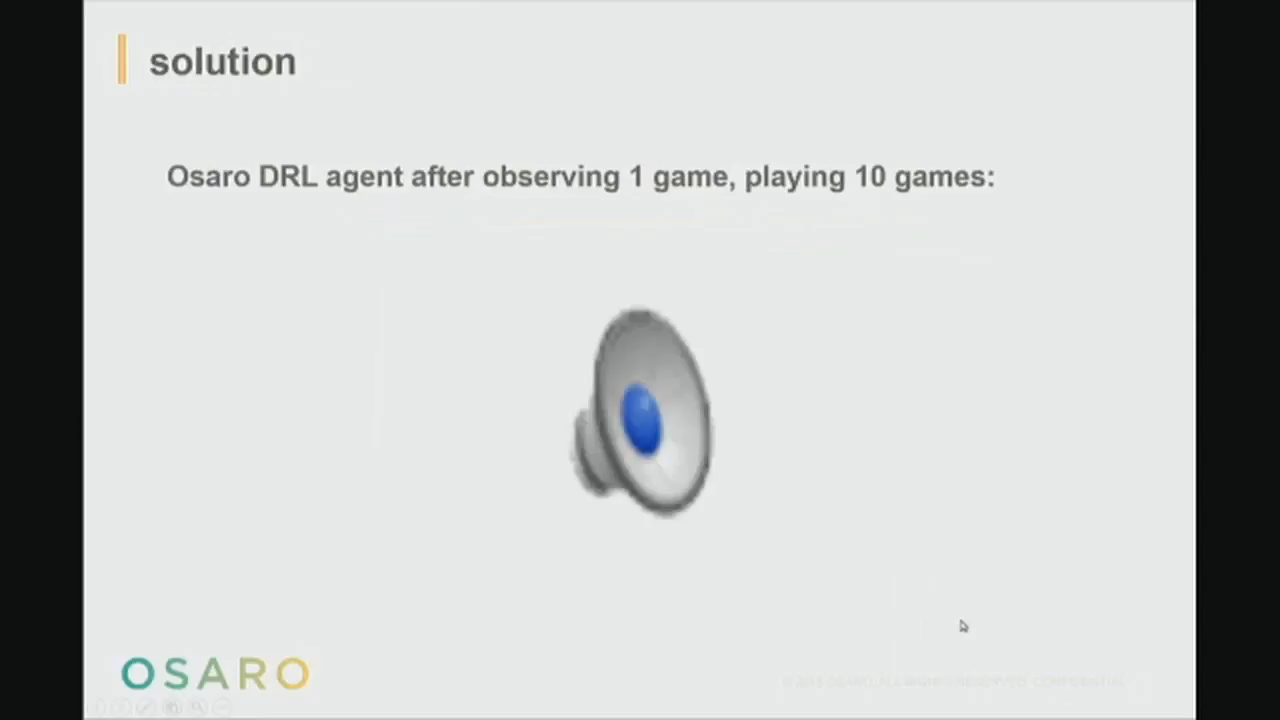 solution
Osaro DRL agent after observing 1 game, playing 10 games:
OSARO